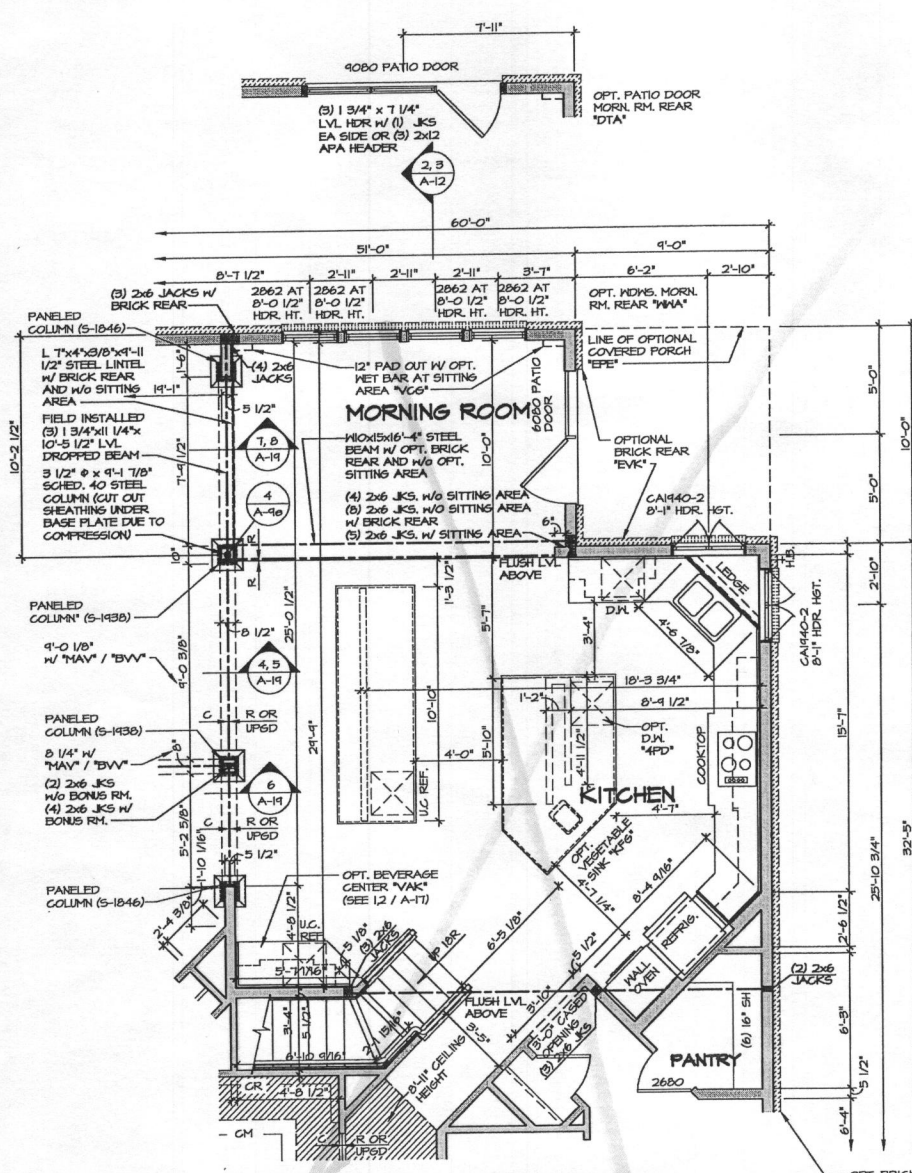 7'-11"
9080 PATIO DOOR
OPT. PATIO DOOR
MORN. RM. REAR
"DTA"
(3) 1 3/4" x 7 1/4"
LVL HDR w/ (1) JKS
EA SIDE OR (3) 2x12
APA HEADER
2, 3
A-12
60'-0"
51'-0"
9'-0"
8'-7 1/2"
2'-11"
2'-11"
2'-11"
3'-7"
6'-2"
2'-10"
(3) 2x6 JACKS w/
BRICK REAR
2862 AT
8'-0 1/2"
HDR. HT.
2862 AT
8'-0 1/2"
HDR. HT.
2862 AT
8'-0 1/2"
HDR. HT.
2862 AT
8'-0 1/2"
HDR. HT.
OPT. WDWS. MORN.
RM. REAR "WWA"
PANELED
COLUMN (S-1846)
LINE OF OPTIONAL
COVERED PORCH
"EPE"
L 7"x4"x3/8"x9'-11
1/2" STEEL LINTEL
w/ BRICK REAR
AND w/o SITTING
AREA
1'-6"
(4) 2x6
JACKS
12" PAD OUT W/ OPT.
WET BAR AT SITTING
AREA "VCG"
19'-1"
5 1/2"
MORNING ROOM
6080 PATIO
DOOR
5'-0"
10'-0"
10'-2 1/2"
FIELD INSTALLED
(3) 1 3/4"x11 1/4"x
10'-5 1/2" LVL
DROPPED BEAM
7'-9 1/2"
7, 8
A-19
W10x15x16'-4" STEEL
BEAM w/ OPT. BRICK
REAR AND w/o OPT.
SITTING AREA
10'-0"
OPTIONAL
BRICK REAR
"EVK"
5'-0"
3 1/2" Φ x 9'-1 7/8"
SCHED. 40 STEEL
COLUMN (CUT OUT
SHEATHING UNDER
BASE PLATE DUE TO
COMPRESSION)
4
A-98
(4) 2x6 JKS. w/o SITTING AREA
(8) 2x6 JKS. w/o SITTING AREA
w/ BRICK REAR
(5) 2x6 JKS. w/ SITTING AREA
6"
CA1940-2
8'-1" HDR. HGT.
10"
R
R
FLUSH LVL
ABOVE
H.B.
2'-10"
LEDGE
PANELED
COLUMN" (S-1938)
8 1/2"
25'-0 1/2"
1'-3 1/2"
5'-7"
D.W.
3'-4"
4'-6 7/8"
CA1940-2
8'-1" HDR. HGT.
9'-0 1/8"
w/ "MAV" / "BVV"
9'-0 3/8"
4, 5
A-19
18'-3 3/4"
8'-9 1/2"
1'-2"
C
R OR
UPGD
29'-9"
10'-10"
5'-10"
4'-11 1/2"
OPT.
D.W.
"4PD"
15'-7"
PANELED
COLUMN (S-1938)
4'-0"
COOKTOP
8"
8 1/4" w/
"MAV" / "BVV"
(2) 2x6 JKS
w/o BONUS RM.
(4) 2x6 JKS w/
BONUS RM.
6
A-19
U.C. REF.
KITCHEN
4'-7"
32'-5"
25'-10 3/4"
C
R OR
UPGD
5'-2 5/8"
1'-10 1/16"
5 1/2"
OPT.
VEGETABLE
SINK "KFG"
4'-7 1/4"
8'-4 9/16"
PANELED
COLUMN (S-1846)
2'-4 3/8"
OPT. BEVERAGE
CENTER "VAK"
(SEE 1,2 / A-17)
4'-8 1/2"
U.C.
REF.
5'-7 1/16"
5 1/8"
(3) 2x6
JACKS
UP 18R
6'-5 1/8"
5 1/2"
REFRIG.
WALL
OVEN
2'-6 1/2"
(2) 2x6
JACKS
FLUSH LVL
ABOVE
3'-10"
3'-0" CASED
OPENING
(3) 2x6 JKS
(6) 16" SH
3'-4"
5 1/2"
2'-1 15/16"
6'-10 9/16"
3'-5"
8'-11" CEILING
HEIGHT
PANTRY
2680
6'-3"
5 1/2"
6'-4"
CR
4'-8 1/2"
CM
C
R OR
UPGD